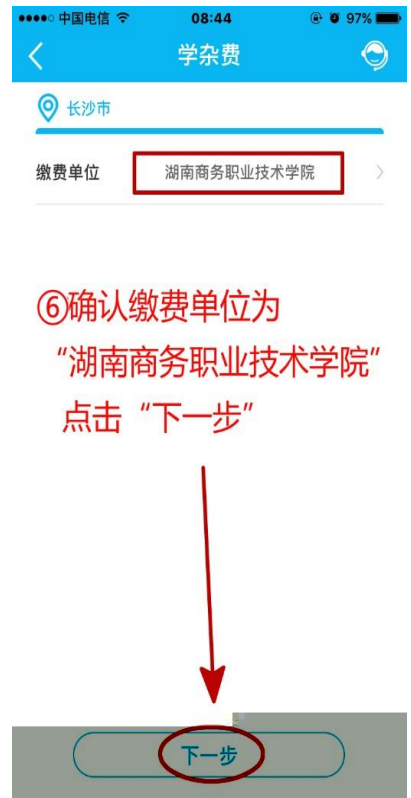 中国电信 08:44 97%
学杂费
长沙市
缴费单位 湖南商务职业技术学院
⑥确认缴费单位为
“湖南商务职业技术学院”
点击“下一步”
下一步